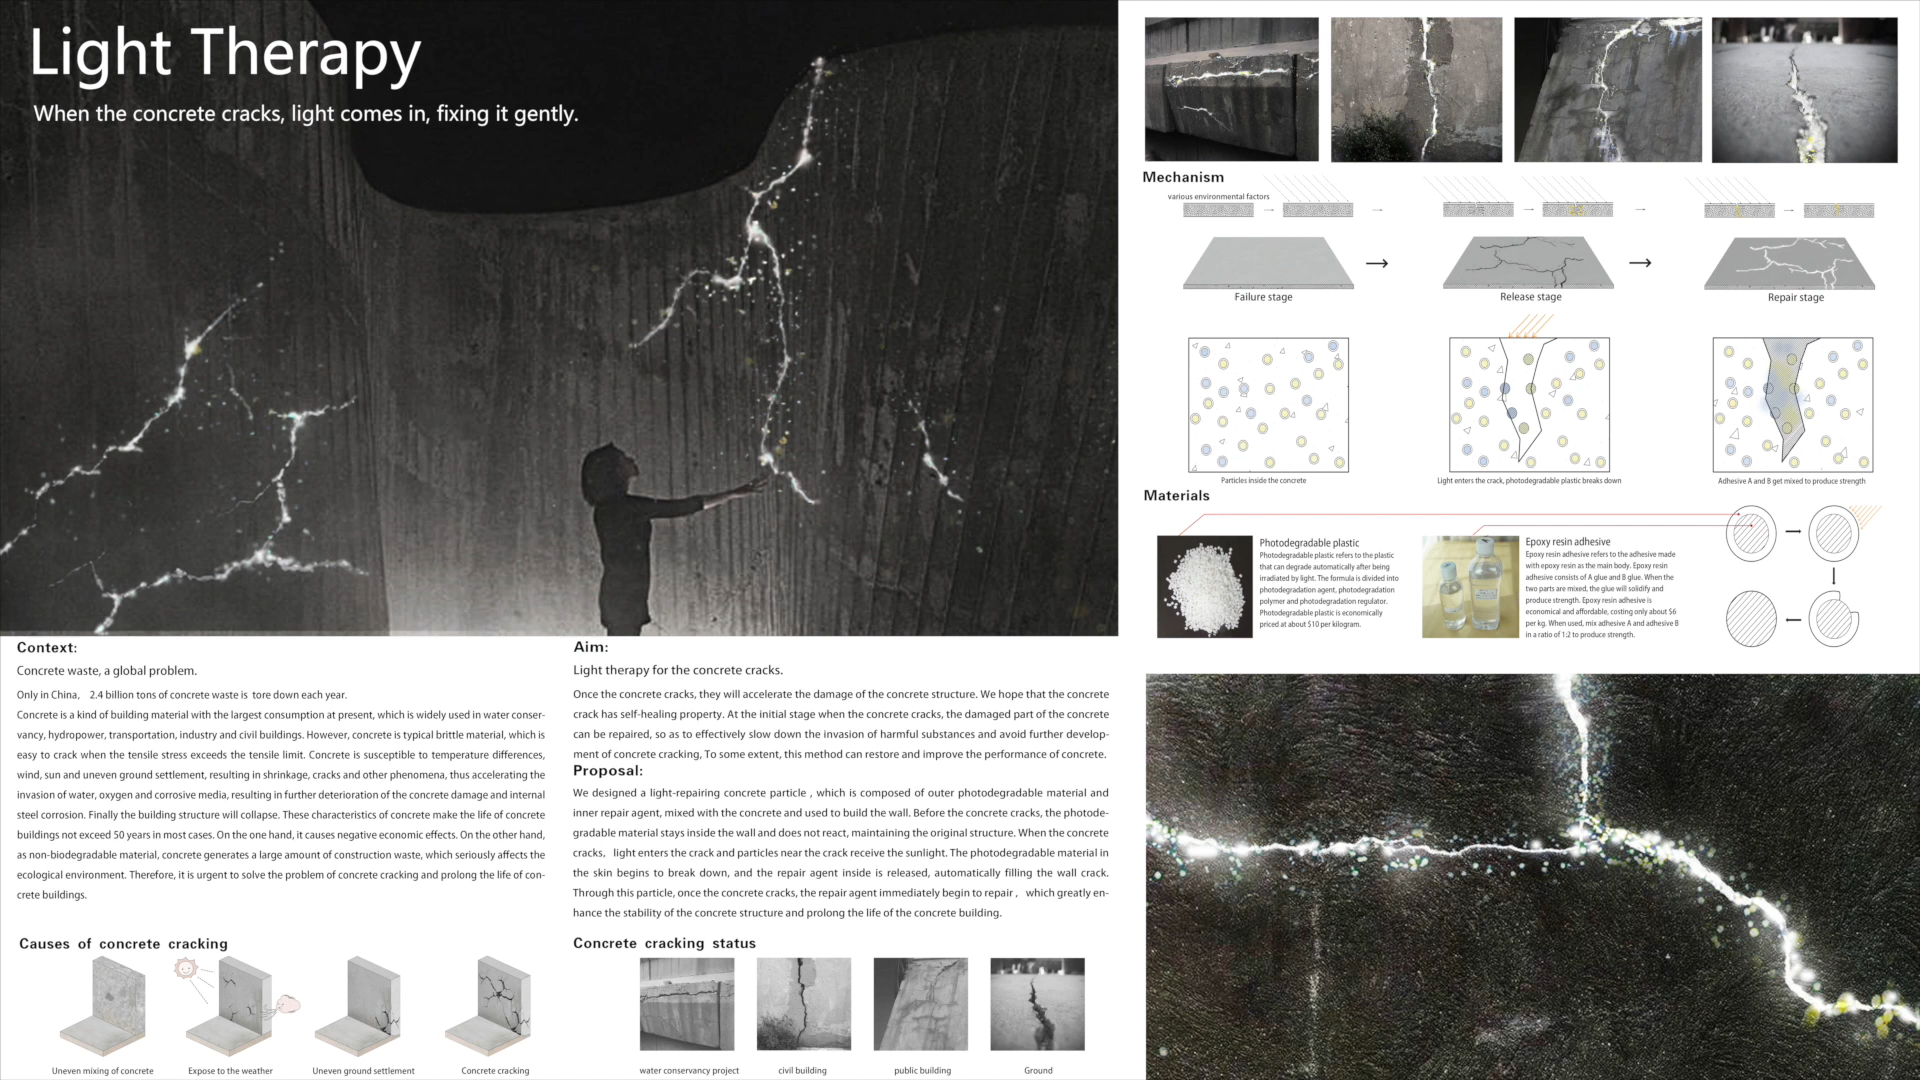 Light Therapy
When the concrete cracks, light comes in, fixing it gently.
Context:
Concrete waste, a global problem.
Only in China, 2.4 billion tons of concrete waste is tore down each year.
Concrete is a kind of building material with the largest consumption at present, which is widely used in water conser-
vancy, hydropower, transportation, industry and civil buildings. However, concrete is typical brittle material, which is
easy to crack when the tensile stress exceeds the tensile limit. Concrete is susceptible to temperature differences,
wind, sun and uneven ground settlement, resulting in shrinkage, cracks and other phenomena, thus accelerating the
invasion of water, oxygen and corrosive media, resulting in further deterioration of the concrete damage and internal
steel corrosion. Finally the building structure will collapse. These characteristics of concrete make the life of concrete
buildings not exceed 50 years in most cases. On the one hand, it causes negative economic effects. On the other hand,
as non-biodegradable material, concrete generates a large amount of construction waste, which seriously affects the
ecological environment. Therefore, it is urgent to solve the problem of concrete cracking and prolong the life of con-
crete buildings.
Causes of concrete cracking
Uneven mixing of concrete
Expose to the weather
Uneven ground settlement
Concrete cracking
Aim:
Light therapy for the concrete cracks.
Once the concrete cracks, they will accelerate the damage of the concrete structure. We hope that the concrete
crack has self-healing property. At the initial stage when the concrete cracks, the damaged part of the concrete
can be repaired, so as to effectively slow down the invasion of harmful substances and avoid further develop-
ment of concrete cracking, To some extent, this method can restore and improve the performance of concrete.
Proposal:
We designed a light-repairing concrete particle , which is composed of outer photodegradable material and
inner repair agent, mixed with the concrete and used to build the wall. Before the concrete cracks, the photode-
gradable material stays inside the wall and does not react, maintaining the original structure. When the concrete
cracks, light enters the crack and particles near the crack receive the sunlight. The photodegradable material in
the skin begins to break down, and the repair agent inside is released, automatically filling the wall crack.
Through this particle, once the concrete cracks, the repair agent immediately begin to repair , which greatly en-
hance the stability of the concrete structure and prolong the life of the concrete building.
Concrete cracking status
water conservancy project
civil building
public building
Ground
Mechanism
various environmental factors
Failure stage
Release stage
Repair stage
Particles inside the concrete
Light enters the crack, photodegradable plastic breaks down
Adhesive A and B get mixed to produce strength
Materials
Photodegradable plastic
Photodegradable plastic refers to the plastic
that can degrade automatically after being
irradiated by light. The formula is divided into
photodegradation agent, photodegradation
polymer and photodegradation regulator.
Photodegradable plastic is economically
priced at about $10 per kilogram.
Epoxy resin adhesive
Epoxy resin adhesive refers to the adhesive made
with epoxy resin as the main body. Epoxy resin
adhesive consists of A glue and B glue. When the
two parts are mixed, the glue will solidify and
produce strength. Epoxy resin adhesive is
economical and affordable, costing only about $6
per kg. When used, mix adhesive A and adhesive B
in a ratio of 1:2 to produce strength.